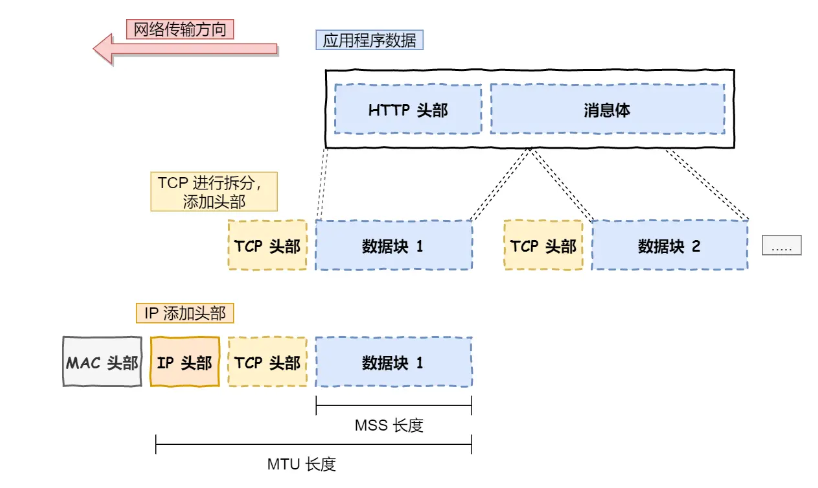 网络传输方向
应用程序数据
HTTP 头部
消息体
TCP 进行拆分，
添加头部
TCP 头部
数据块 1
TCP 头部
数据块 2
.....
IP 添加头部
MAC 头部
IP 头部
TCP 头部
数据块 1
MSS 长度
MTU 长度